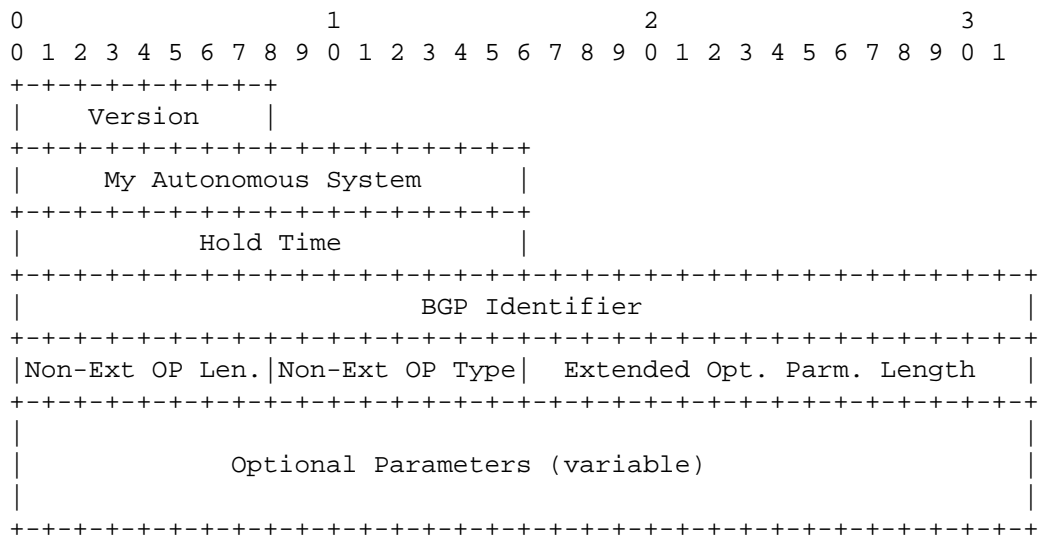 0                   1                   2                   3
0 1 2 3 4 5 6 7 8 9 0 1 2 3 4 5 6 7 8 9 0 1 2 3 4 5 6 7 8 9 0 1
+-+-+-+-+-+-+-+-+
|    Version    |
+-+-+-+-+-+-+-+-+-+-+-+-+-+-+-+-+
|     My Autonomous System      |
+-+-+-+-+-+-+-+-+-+-+-+-+-+-+-+-+
|           Hold Time           |
+-+-+-+-+-+-+-+-+-+-+-+-+-+-+-+-+-+-+-+-+-+-+-+-+-+-+-+-+-+-+-+-+
|                         BGP Identifier                        |
+-+-+-+-+-+-+-+-+-+-+-+-+-+-+-+-+-+-+-+-+-+-+-+-+-+-+-+-+-+-+-+-+
|Non-Ext OP Len.|Non-Ext OP Type|  Extended Opt. Parm. Length   |
+-+-+-+-+-+-+-+-+-+-+-+-+-+-+-+-+-+-+-+-+-+-+-+-+-+-+-+-+-+-+-+-+
|                                                               |
|             Optional Parameters (variable)                    |
|                                                               |
+-+-+-+-+-+-+-+-+-+-+-+-+-+-+-+-+-+-+-+-+-+-+-+-+-+-+-+-+-+-+-+-+